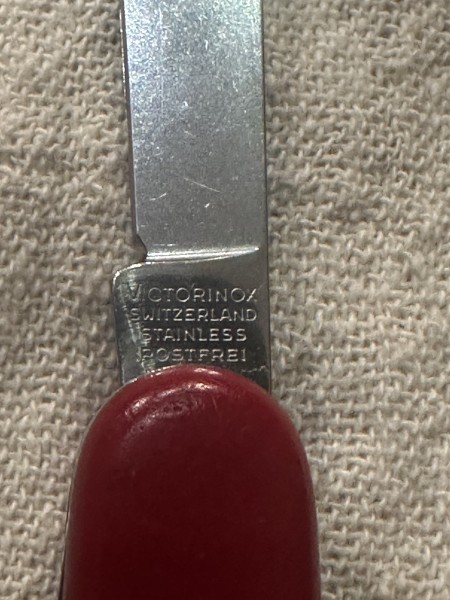 VICTORINOX
SWITZERLAND
STAINLESS
ROSTFREI